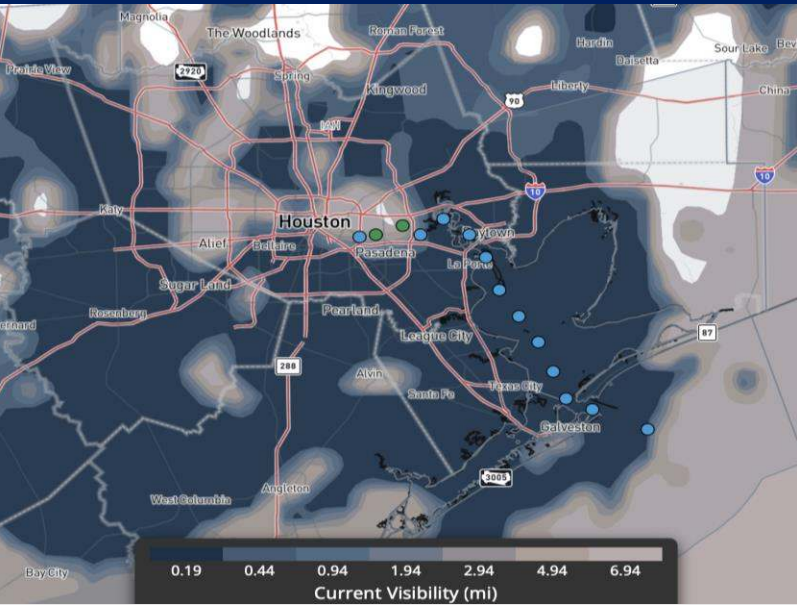 Magnolia
The Woodlands
Roman Forest
Hardin
Daisetta
Sour Lake
Prairie View
2920
Spring
Kingwood
90
Liberty
China
IAH
10
10
Katy
Houston
Alief
Bellaire
Pasadena
La Porte
Sugar Land
Rosenberg
Pearland
League City
87
288
Alvin
Santa Fe
Texas City
Galveston
3005
Angleton
West Columbia
Bay City
0.19 0.44 0.94 1.94 2.94 4.94 6.94
Current Visibility (mi)